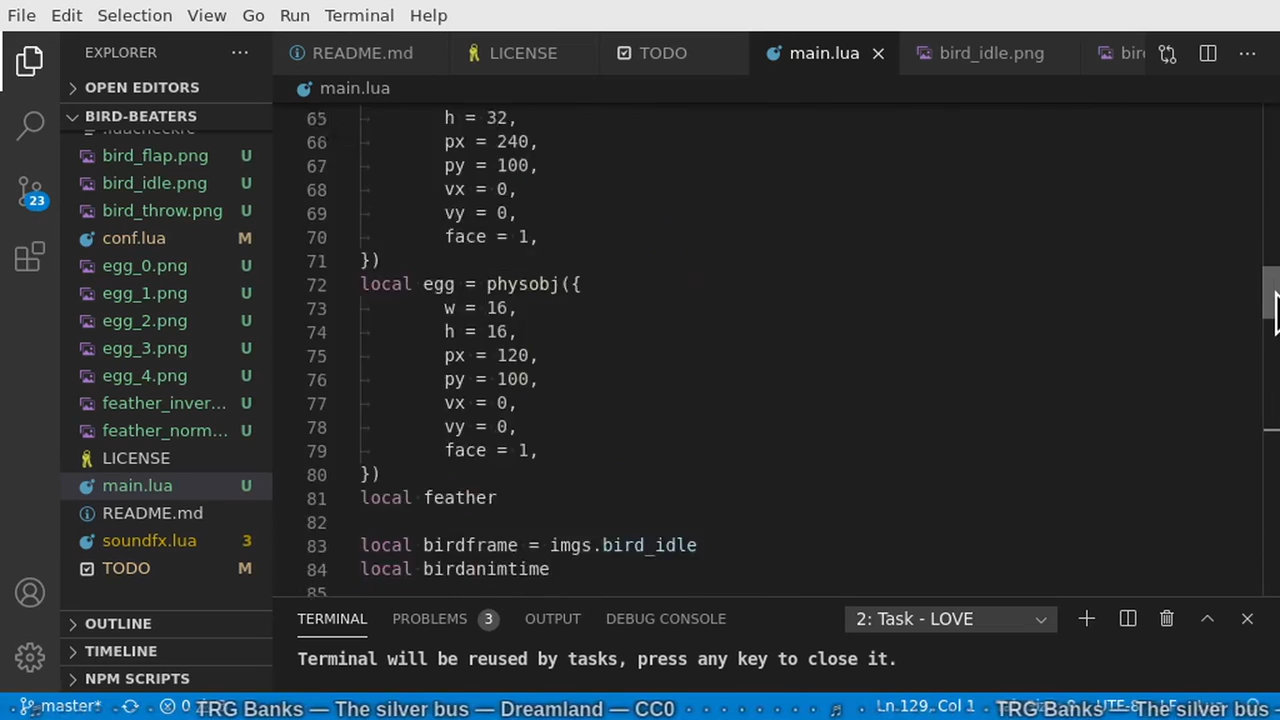 File Edit Selection View Go Run Terminal Help
EXPLORER
README.md LICENSE TODO main.lua bird_idle.png
OPEN EDITORS
main.lua
BIRD-BEATERS
bird_flap.png U
bird_idle.png U
bird_throw.png U
conf.lua M
egg_0.png U
egg_1.png U
egg_2.png U
egg_3.png U
egg_4.png U
feather_inver... U
feather_norm... U
LICENSE
main.lua U
README.md
soundfx.lua 3
TODO M
OUTLINE
TIMELINE
NPM SCRIPTS
23
65 h = 32,
66 px = 240,
67 py = 100,
68 vx = 0,
69 vy = 0,
70 face = 1,
71 })
72 local egg = physobj({
73 w = 16,
74 h = 16,
75 px = 120,
76 py = 100,
77 vx = 0,
78 vy = 0,
79 face = 1,
80 })
81 local feather
82
83 local birdframe = imgs.bird_idle
84 local birdanimtime
85
TERMINAL PROBLEMS 3 OUTPUT DEBUG CONSOLE 2: Task - LOVE
Terminal will be reused by tasks, press any key to close it.
master* 0 TRG Banks — The silver bus — Dreamland — CC0 Ln 129, Col 1 TRG Banks — The silver bus